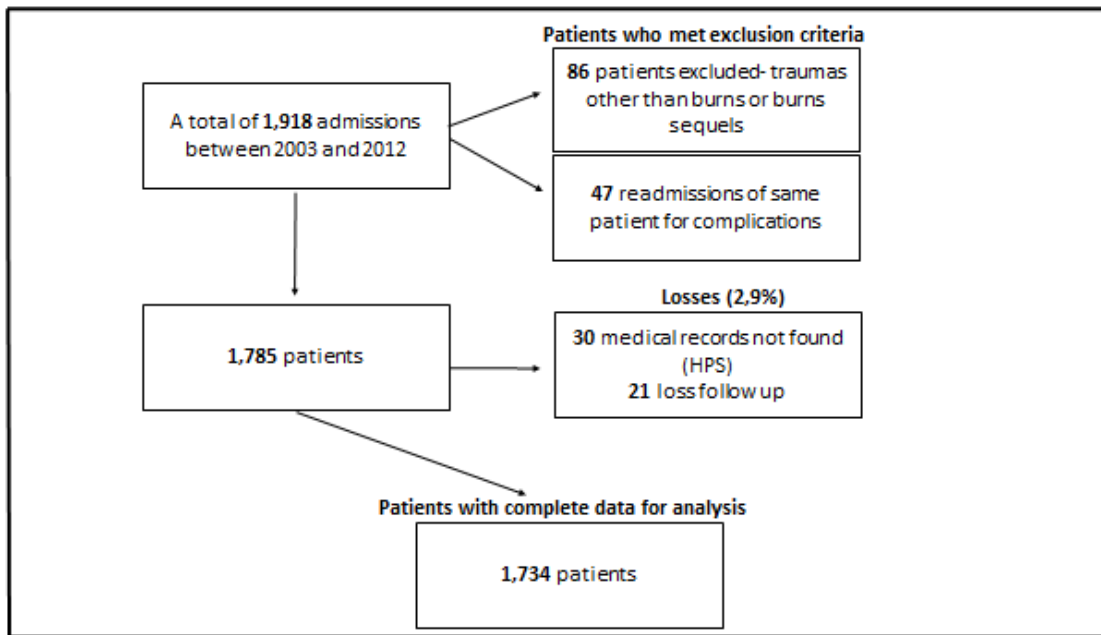 Patients who met exclusion criteria
86 patients excluded- traumas
other than burns or burns
sequels
A total of 1,918 admissions
between 2003 and 2012
47 readmissions of same
patient for complications
Losses (2,9%)
30 medical records not found
(HPS)
21 loss follow up
1,785 patients
Patients with complete data for analysis
1,734 patients